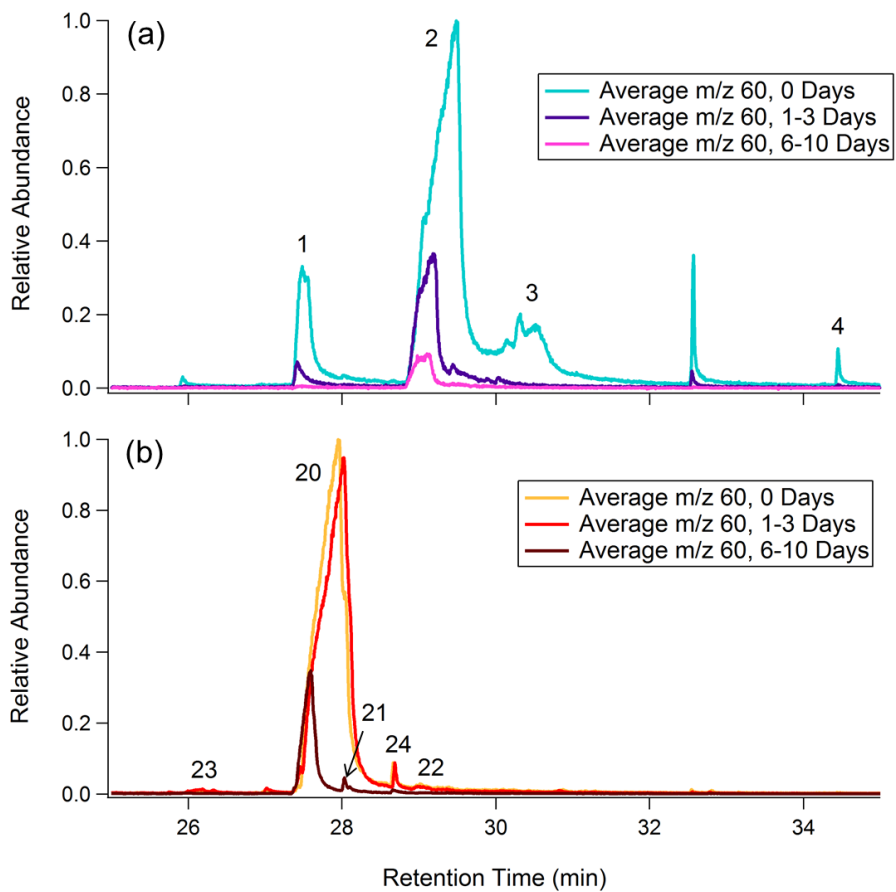 (a)
1.0
0.8
0.6
0.4
0.2
0.0
Relative Abundance
1
2
3
4
Average m/z 60, 0 Days
Average m/z 60, 1-3 Days
Average m/z 60, 6-10 Days
(b)
1.0
0.8
0.6
0.4
0.2
0.0
Relative Abundance
20
21
23
24
22
Average m/z 60, 0 Days
Average m/z 60, 1-3 Days
Average m/z 60, 6-10 Days
26
28
30
32
34
Retention Time (min)